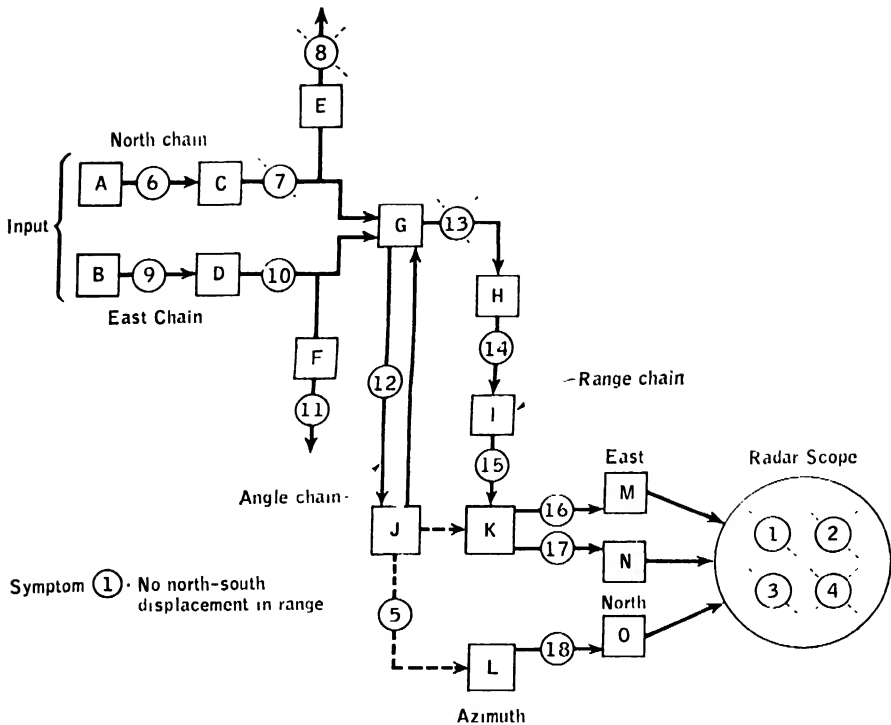 8
E
North chain
A 6 C 7
Input
G 13
B 9 D 10
East Chain
H
F
14
12
Range chain
11
I
15
East
Radar Scope
Angle chain
M
16
J K
1 2
17
N
Symptom 1 · No north-south
displacement in range
3 4
5
North
O
18
L
Azimuth